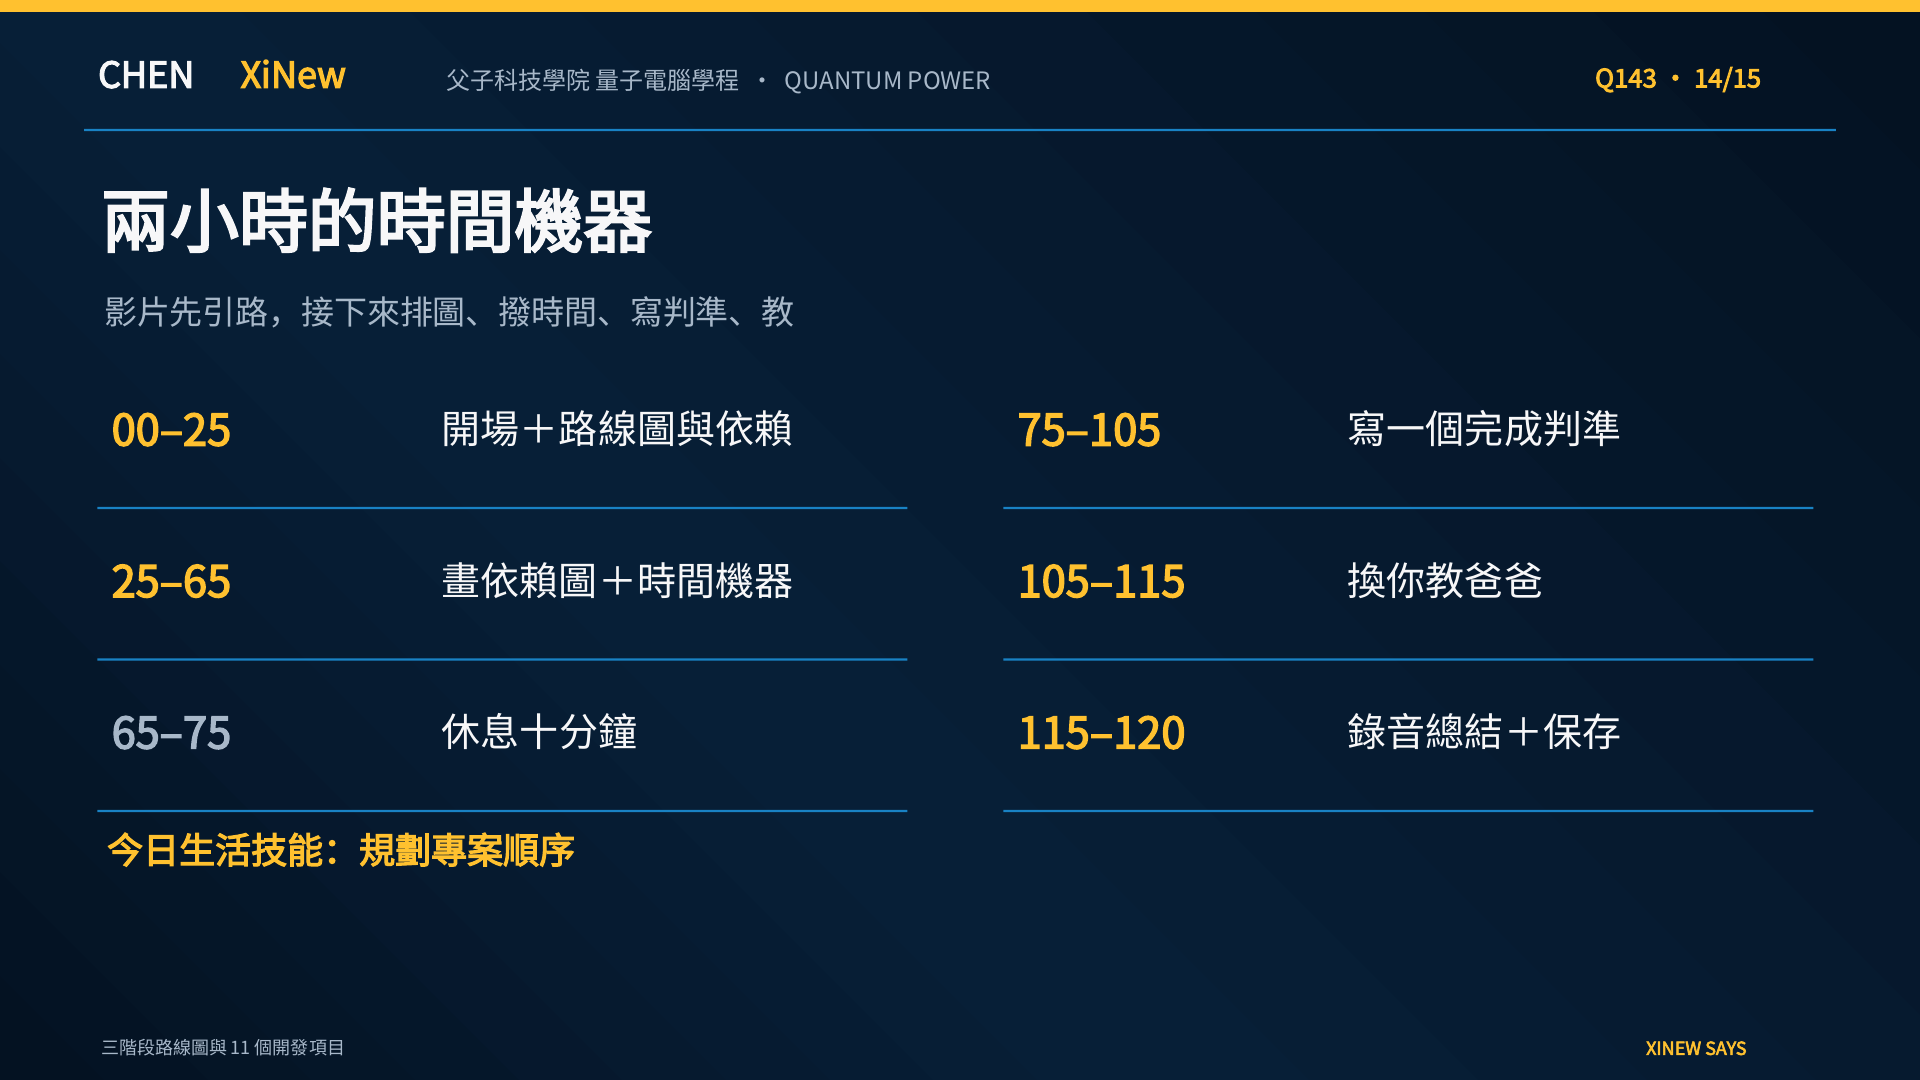 CHEN XiNew 父子科技學院 量子電腦學程 • QUANTUM POWER Q143 • 14/15
兩小時的時間機器
影片先引路，接下來排圖、撥時間、寫判準、教
00–25 開場＋路線圖與依賴
75–105 寫一個完成判準
25–65 畫依賴圖＋時間機器
105–115 換你教爸爸
65–75 休息十分鐘
115–120 錄音總結＋保存
今日生活技能：規劃專案順序
三階段路線圖與 11 個開發項目
XINEW SAYS